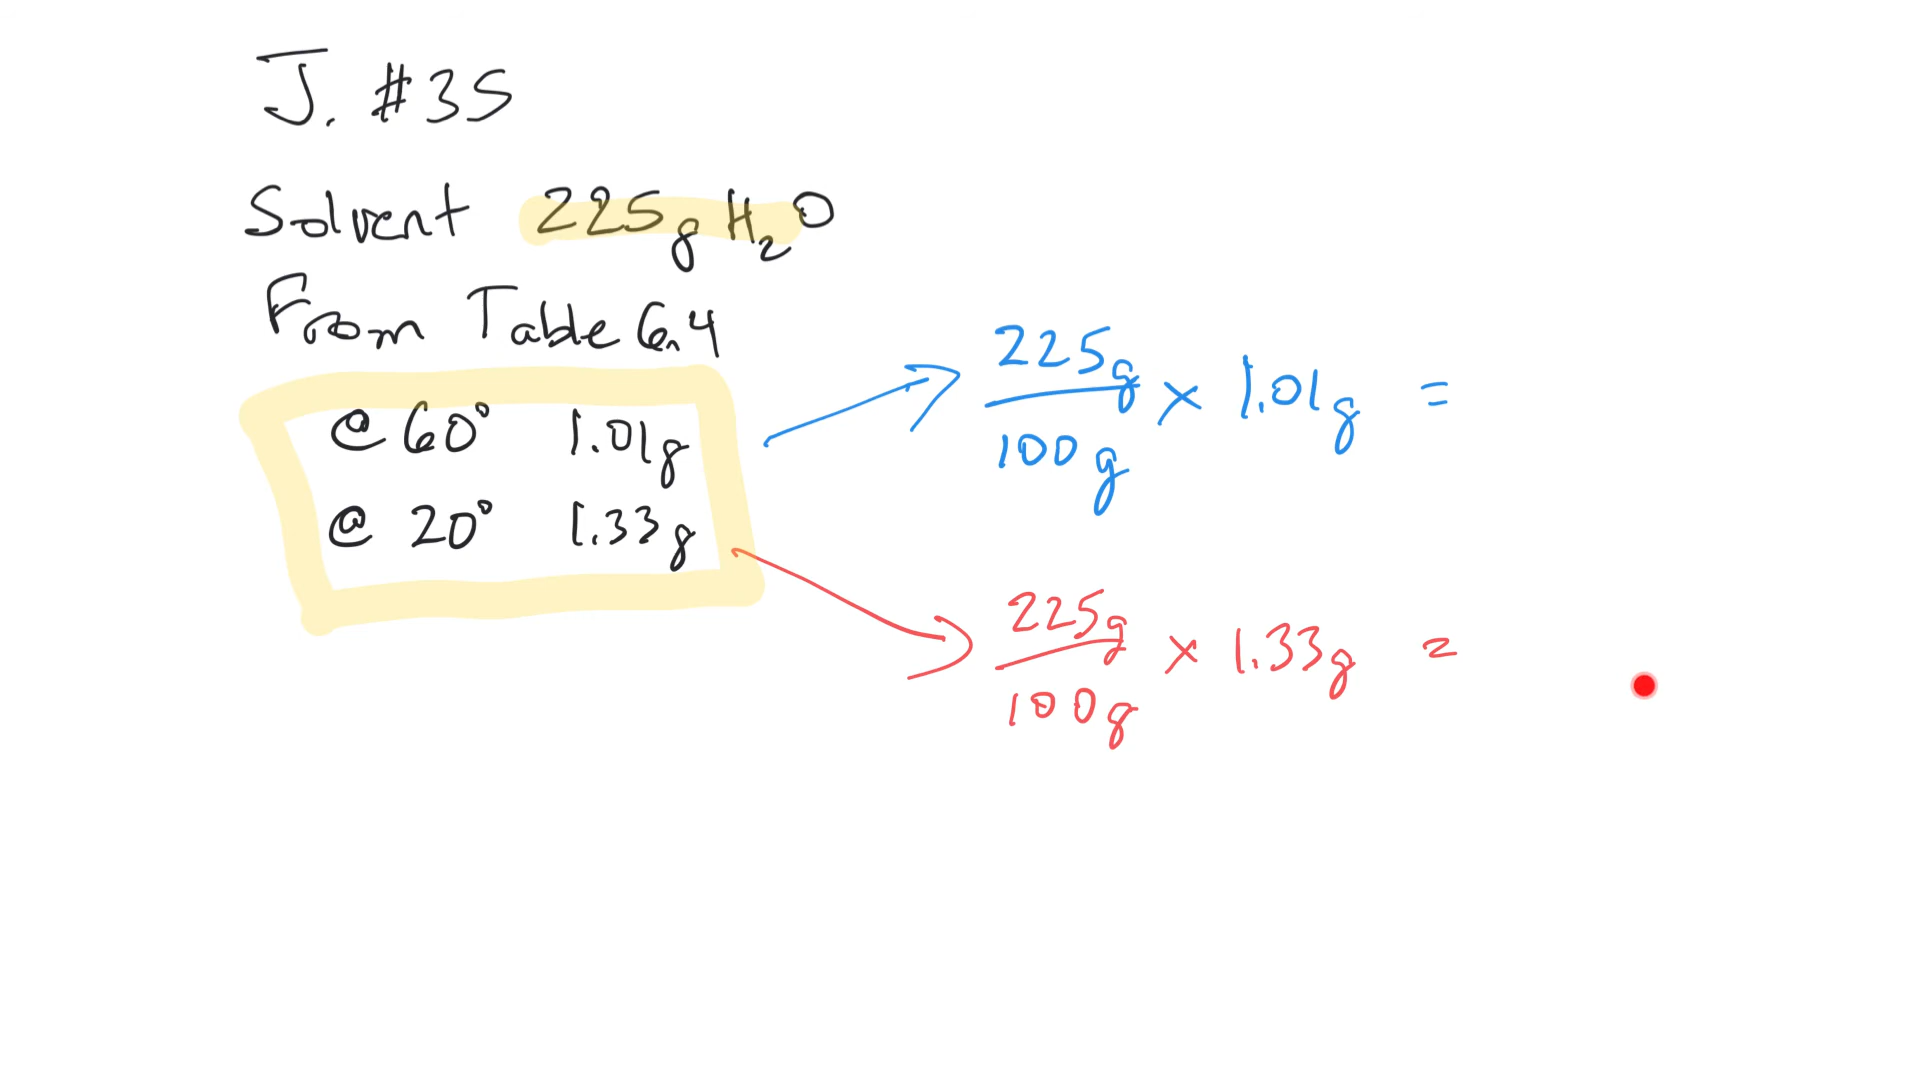 J. #35
Solvent 225g H₂O
From Table 6.4
@ 60° 1.01g
@ 20° 1.33g
225g/100g × 1.01g =
225g/100g × 1.33g =